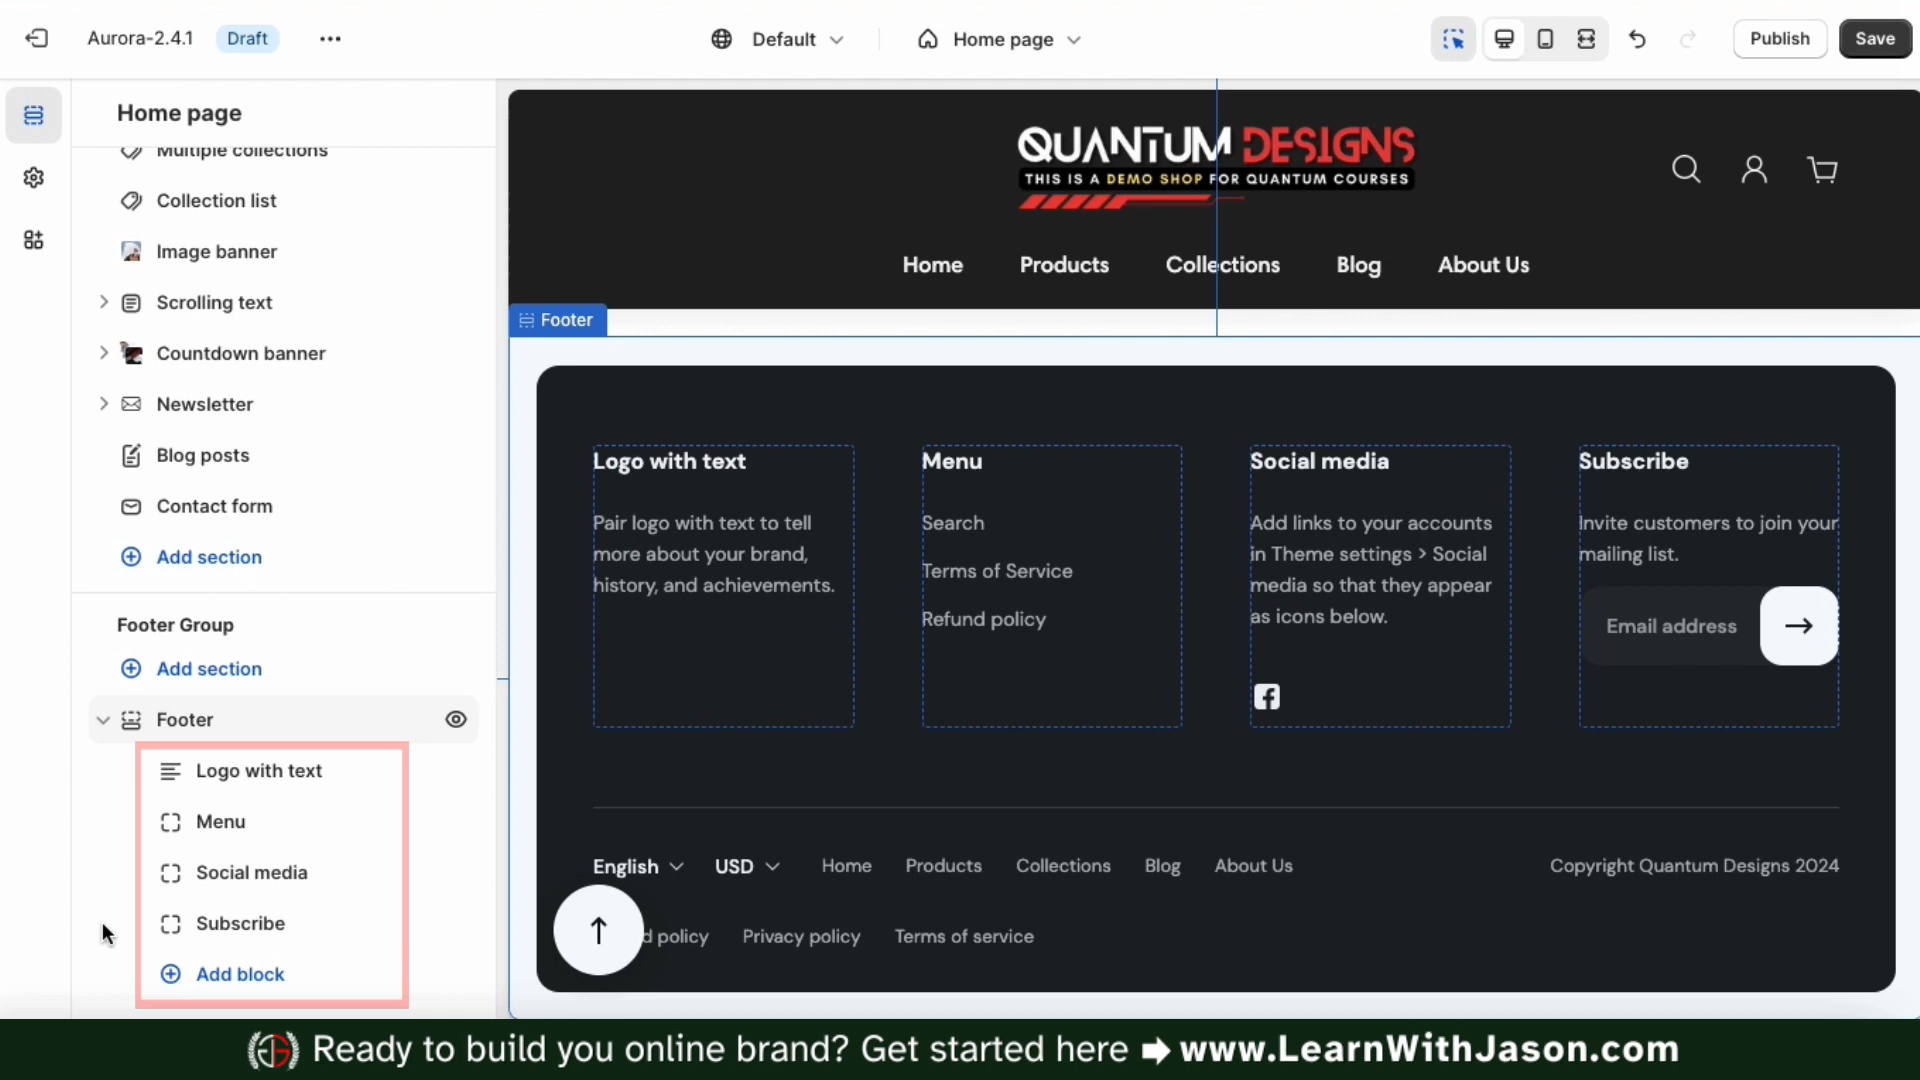 Aurora-2.4.1 Draft
Default
Home page
Publish
Save
Home page
Multiple collections
Collection list
Image banner
Scrolling text
Countdown banner
Newsletter
Blog posts
Contact form
Add section
Footer Group
Add section
Footer
Logo with text
Menu
Social media
Subscribe
Add block
QUANTUM DESIGNS
THIS IS A DEMO SHOP FOR QUANTUM COURSES
Home Products Collections Blog About Us
Footer
Logo with text
Pair logo with text to tell
more about your brand,
history, and achievements.
Menu
Search
Terms of Service
Refund policy
Social media
Add links to your accounts
in Theme settings > Social
media so that they appear
as icons below.
Subscribe
Invite customers to join your
mailing list.
Email address
English USD Home Products Collections Blog About Us
Copyright Quantum Designs 2024
d policy Privacy policy Terms of service
Ready to build you online brand? Get started here www.LearnWithJason.com